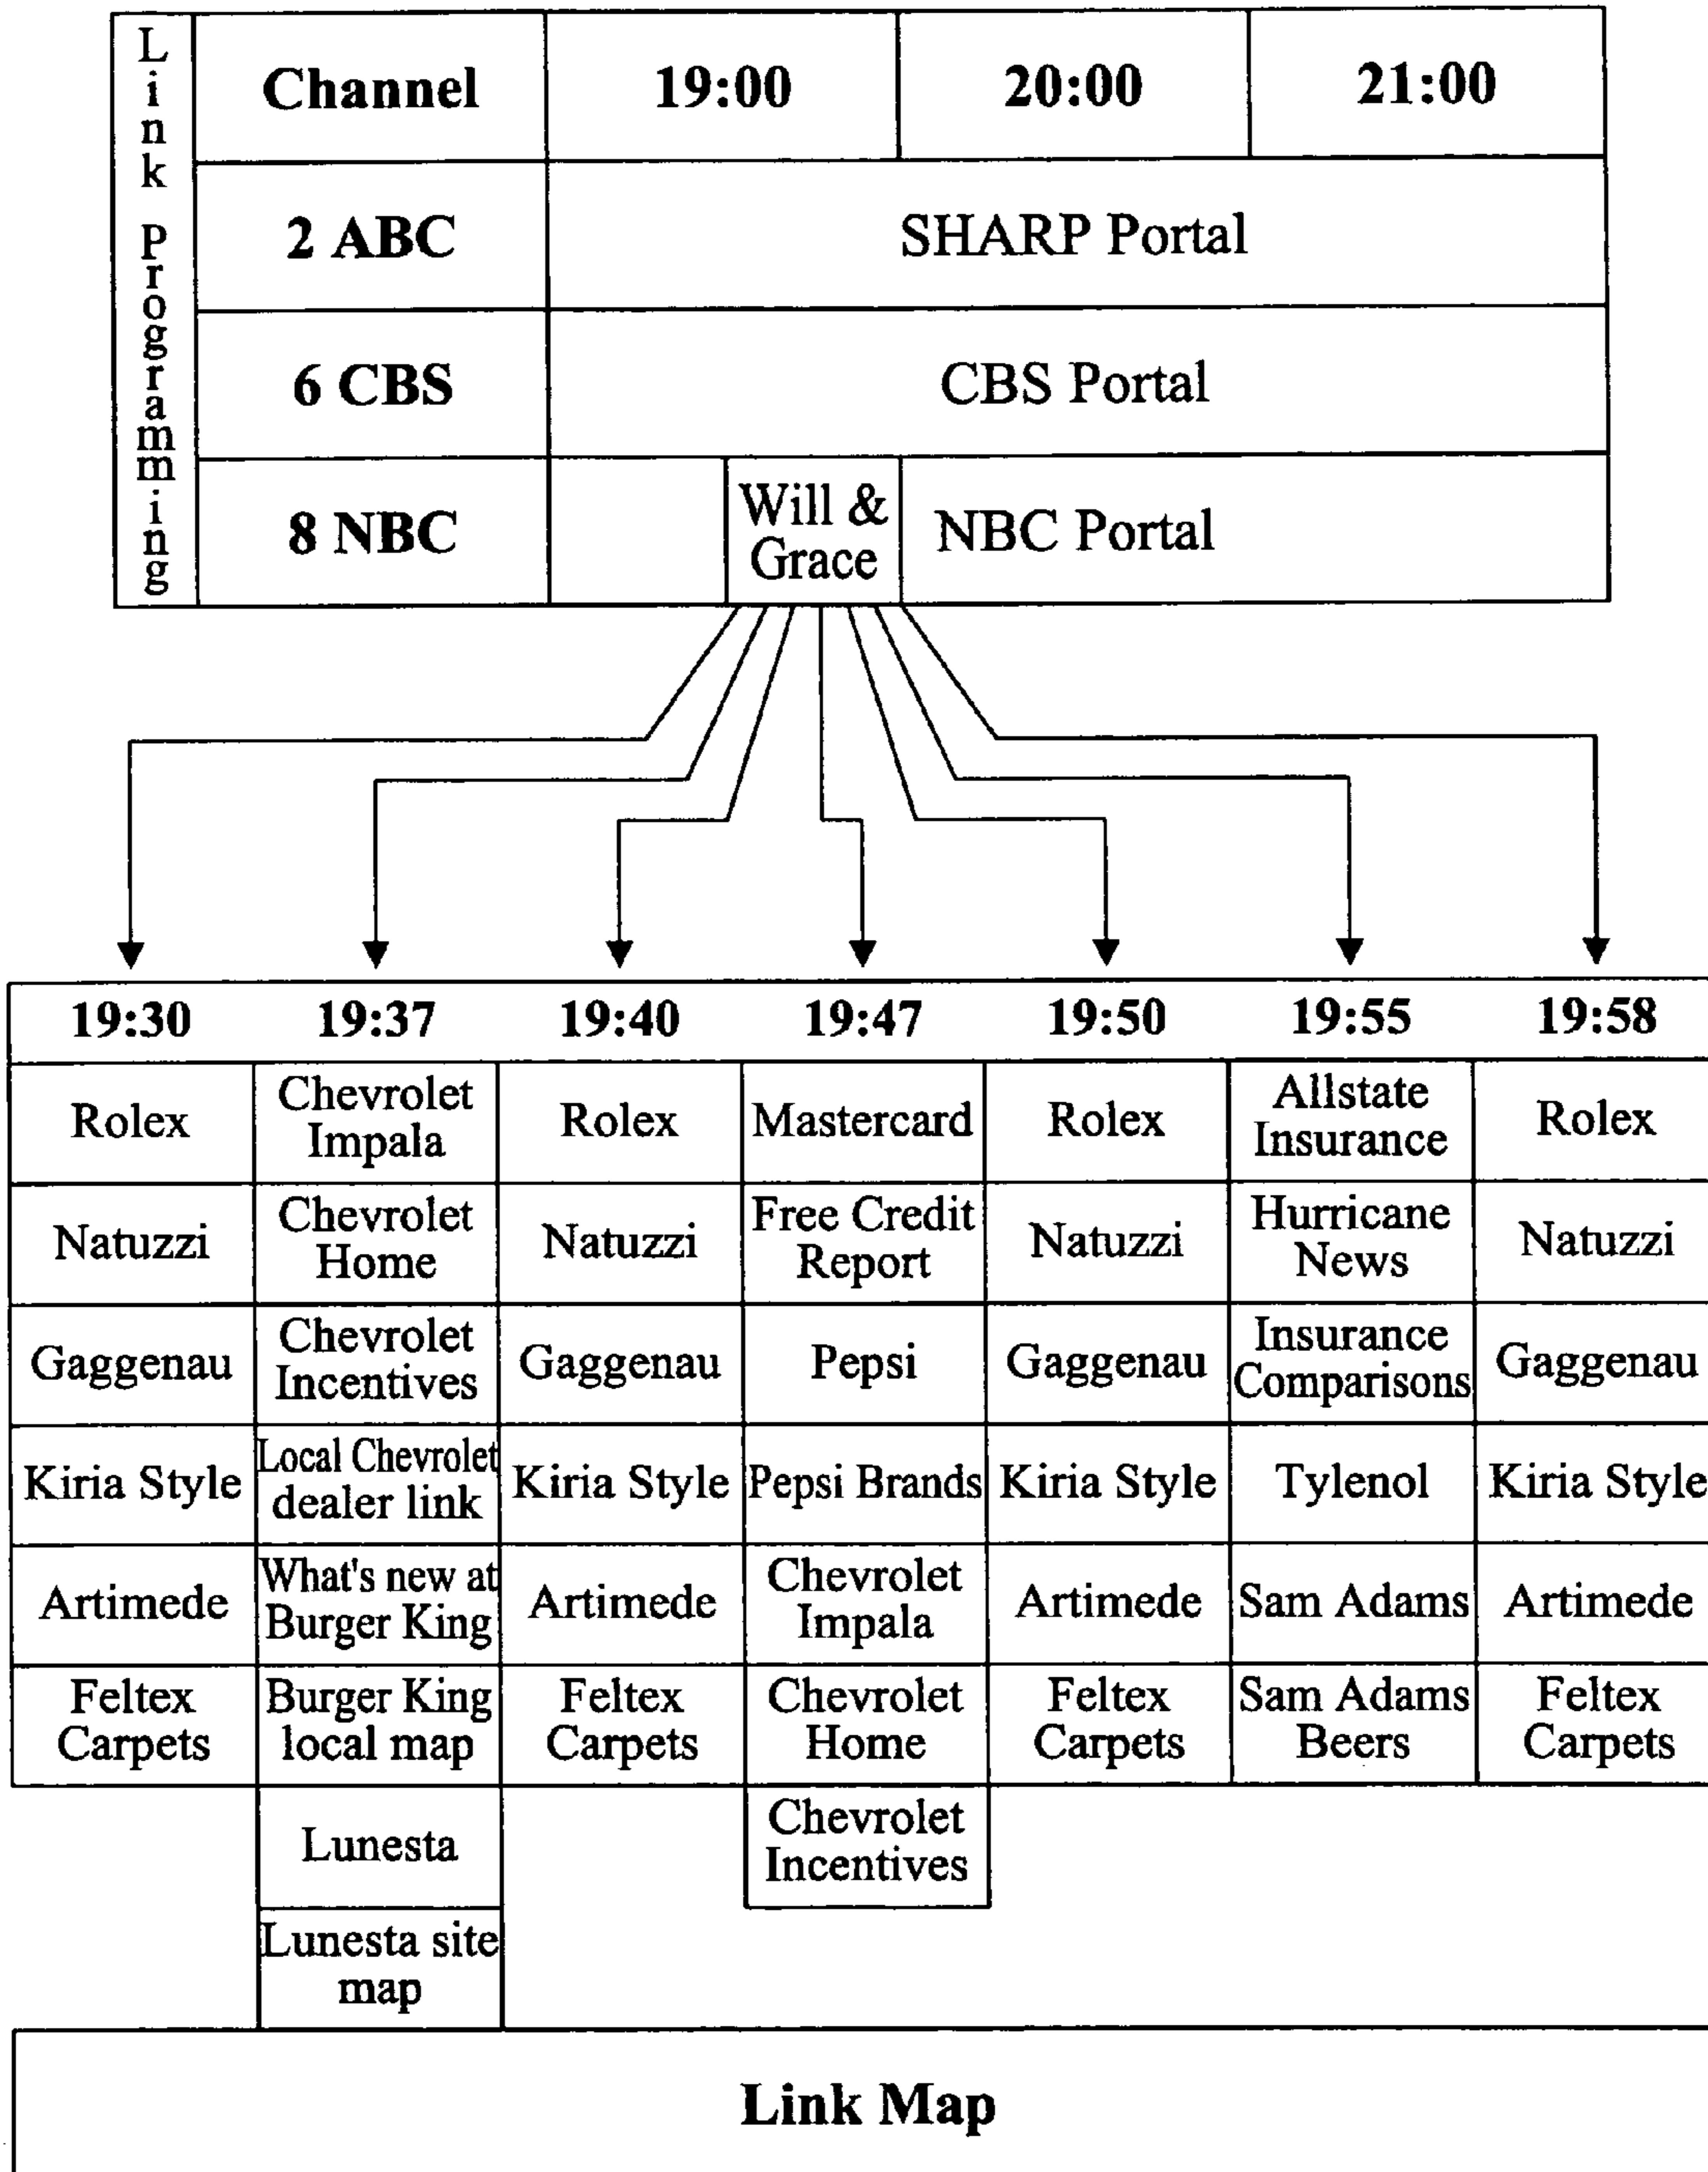 Link Programming
Channel 19:00 20:00 21:00
2 ABC SHARP Portal
6 CBS CBS Portal
8 NBC Will & Grace NBC Portal
19:30 19:37 19:40 19:47 19:50 19:55 19:58
Rolex Chevrolet Impala Rolex Mastercard Rolex Allstate Insurance Rolex
Natuzzi Chevrolet Home Natuzzi Free Credit Report Natuzzi Hurricane News Natuzzi
Gaggenau Chevrolet Incentives Gaggenau Pepsi Gaggenau Insurance Comparisons Gaggenau
Kiria Style Local Chevrolet dealer link Kiria Style Pepsi Brands Kiria Style Tylenol Kiria Style
Artimede What's new at Burger King Artimede Chevrolet Impala Artimede Sam Adams Artimede
Feltex Carpets Burger King local map Feltex Carpets Chevrolet Home Feltex Carpets Sam Adams Beers Feltex Carpets
Lunesta Chevrolet Incentives
Lunesta site map
Link Map